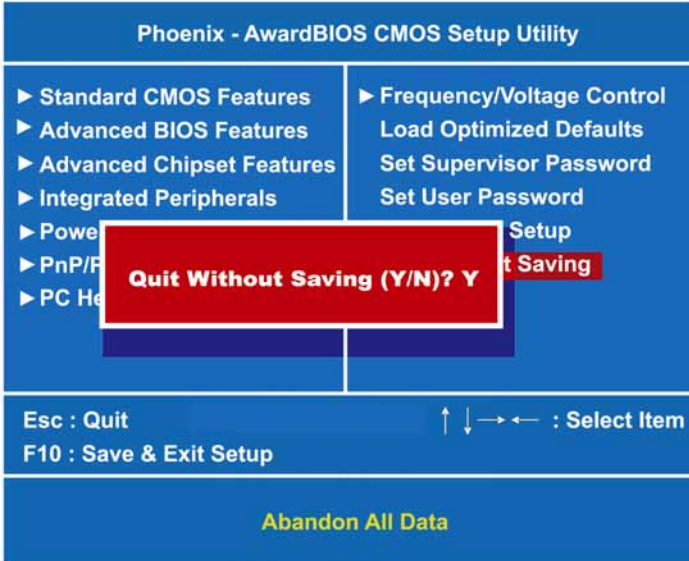 Phoenix - AwardBIOS CMOS Setup Utility
► Standard CMOS Features
► Advanced BIOS Features
► Advanced Chipset Features
► Integrated Peripherals
► Powe
► PnP/P
► PC He
► Frequency/Voltage Control
Load Optimized Defaults
Set Supervisor Password
Set User Password
Setup
t Saving
Quit Without Saving (Y/N)? Y
Esc : Quit
↑ ↓ → ← : Select Item
F10 : Save & Exit Setup
Abandon All Data